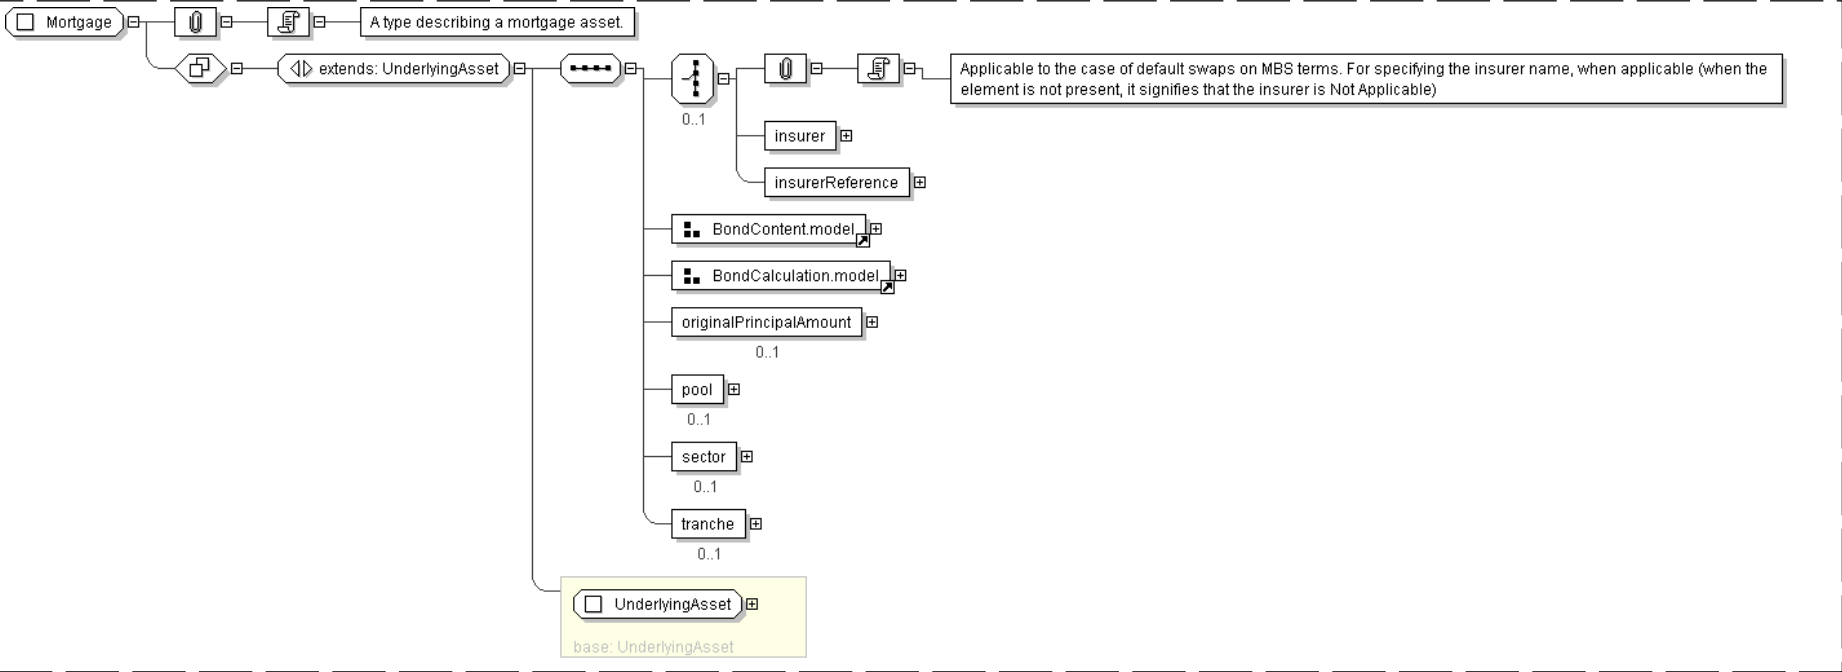 Mortgage
A type describing a mortgage asset.
extends: UnderlyingAsset
Applicable to the case of default swaps on MBS terms. For specifying the insurer name, when applicable (when the
element is not present, it signifies that the insurer is Not Applicable)
0..1
insurer
insurerReference
BondContent.model
BondCalculation.model
originalPrincipalAmount
0..1
pool
0..1
sector
0..1
tranche
0..1
UnderlyingAsset
base: UnderlyingAsset